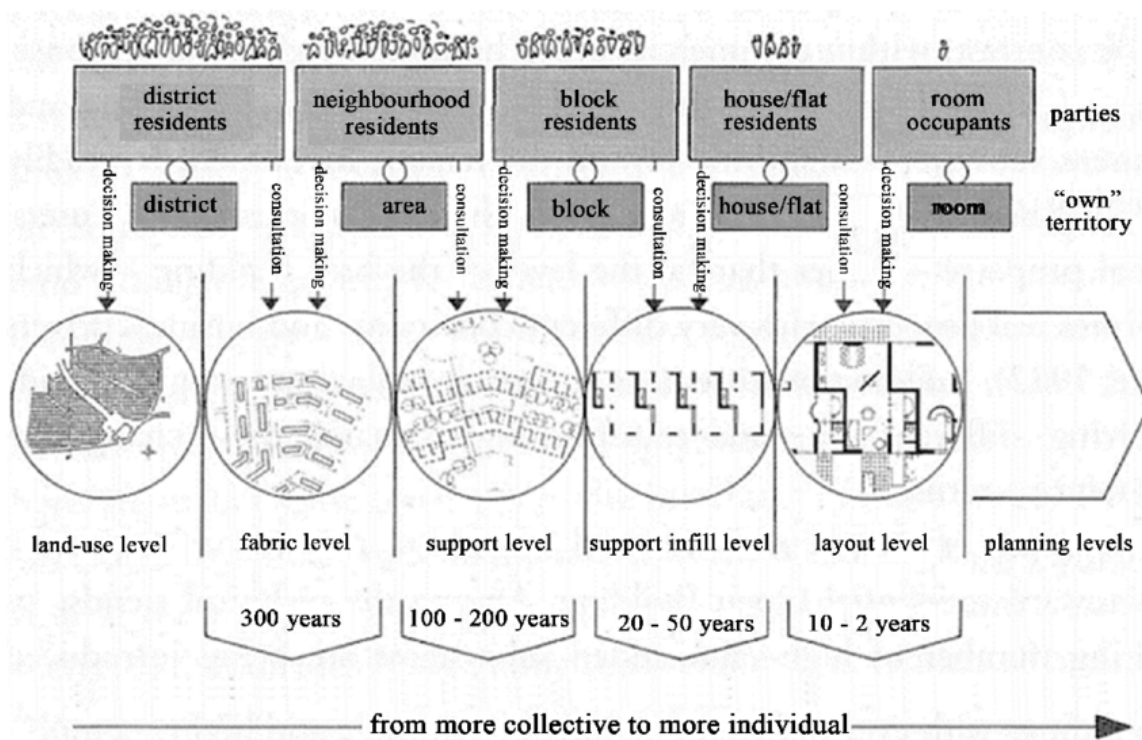 district
residents
neighbourhood
residents
block
residents
house/flat
residents
room
occupants
parties
decision making
district
consultation
decision making
area
consultation
decision making
block
consultation
decision making
house/flat
consultation
decision making
room
“own”
territory
land-use level
fabric level
support level
support infill level
layout level
planning levels
300 years
100 - 200 years
20 - 50 years
10 - 2 years
from more collective to more individual